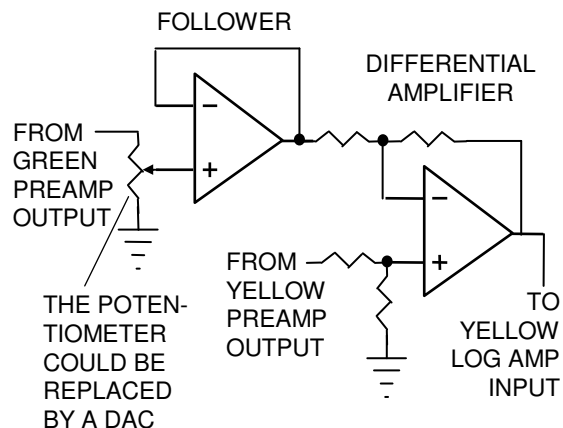 FOLLOWER
DIFFERENTIAL
AMPLIFIER
FROM
GREEN
PREAMP
OUTPUT
−
+
−
+
FROM
YELLOW
PREAMP
OUTPUT
TO
YELLOW
LOG AMP
INPUT
THE POTEN-
TIOMETER
COULD BE
REPLACED
BY A DAC